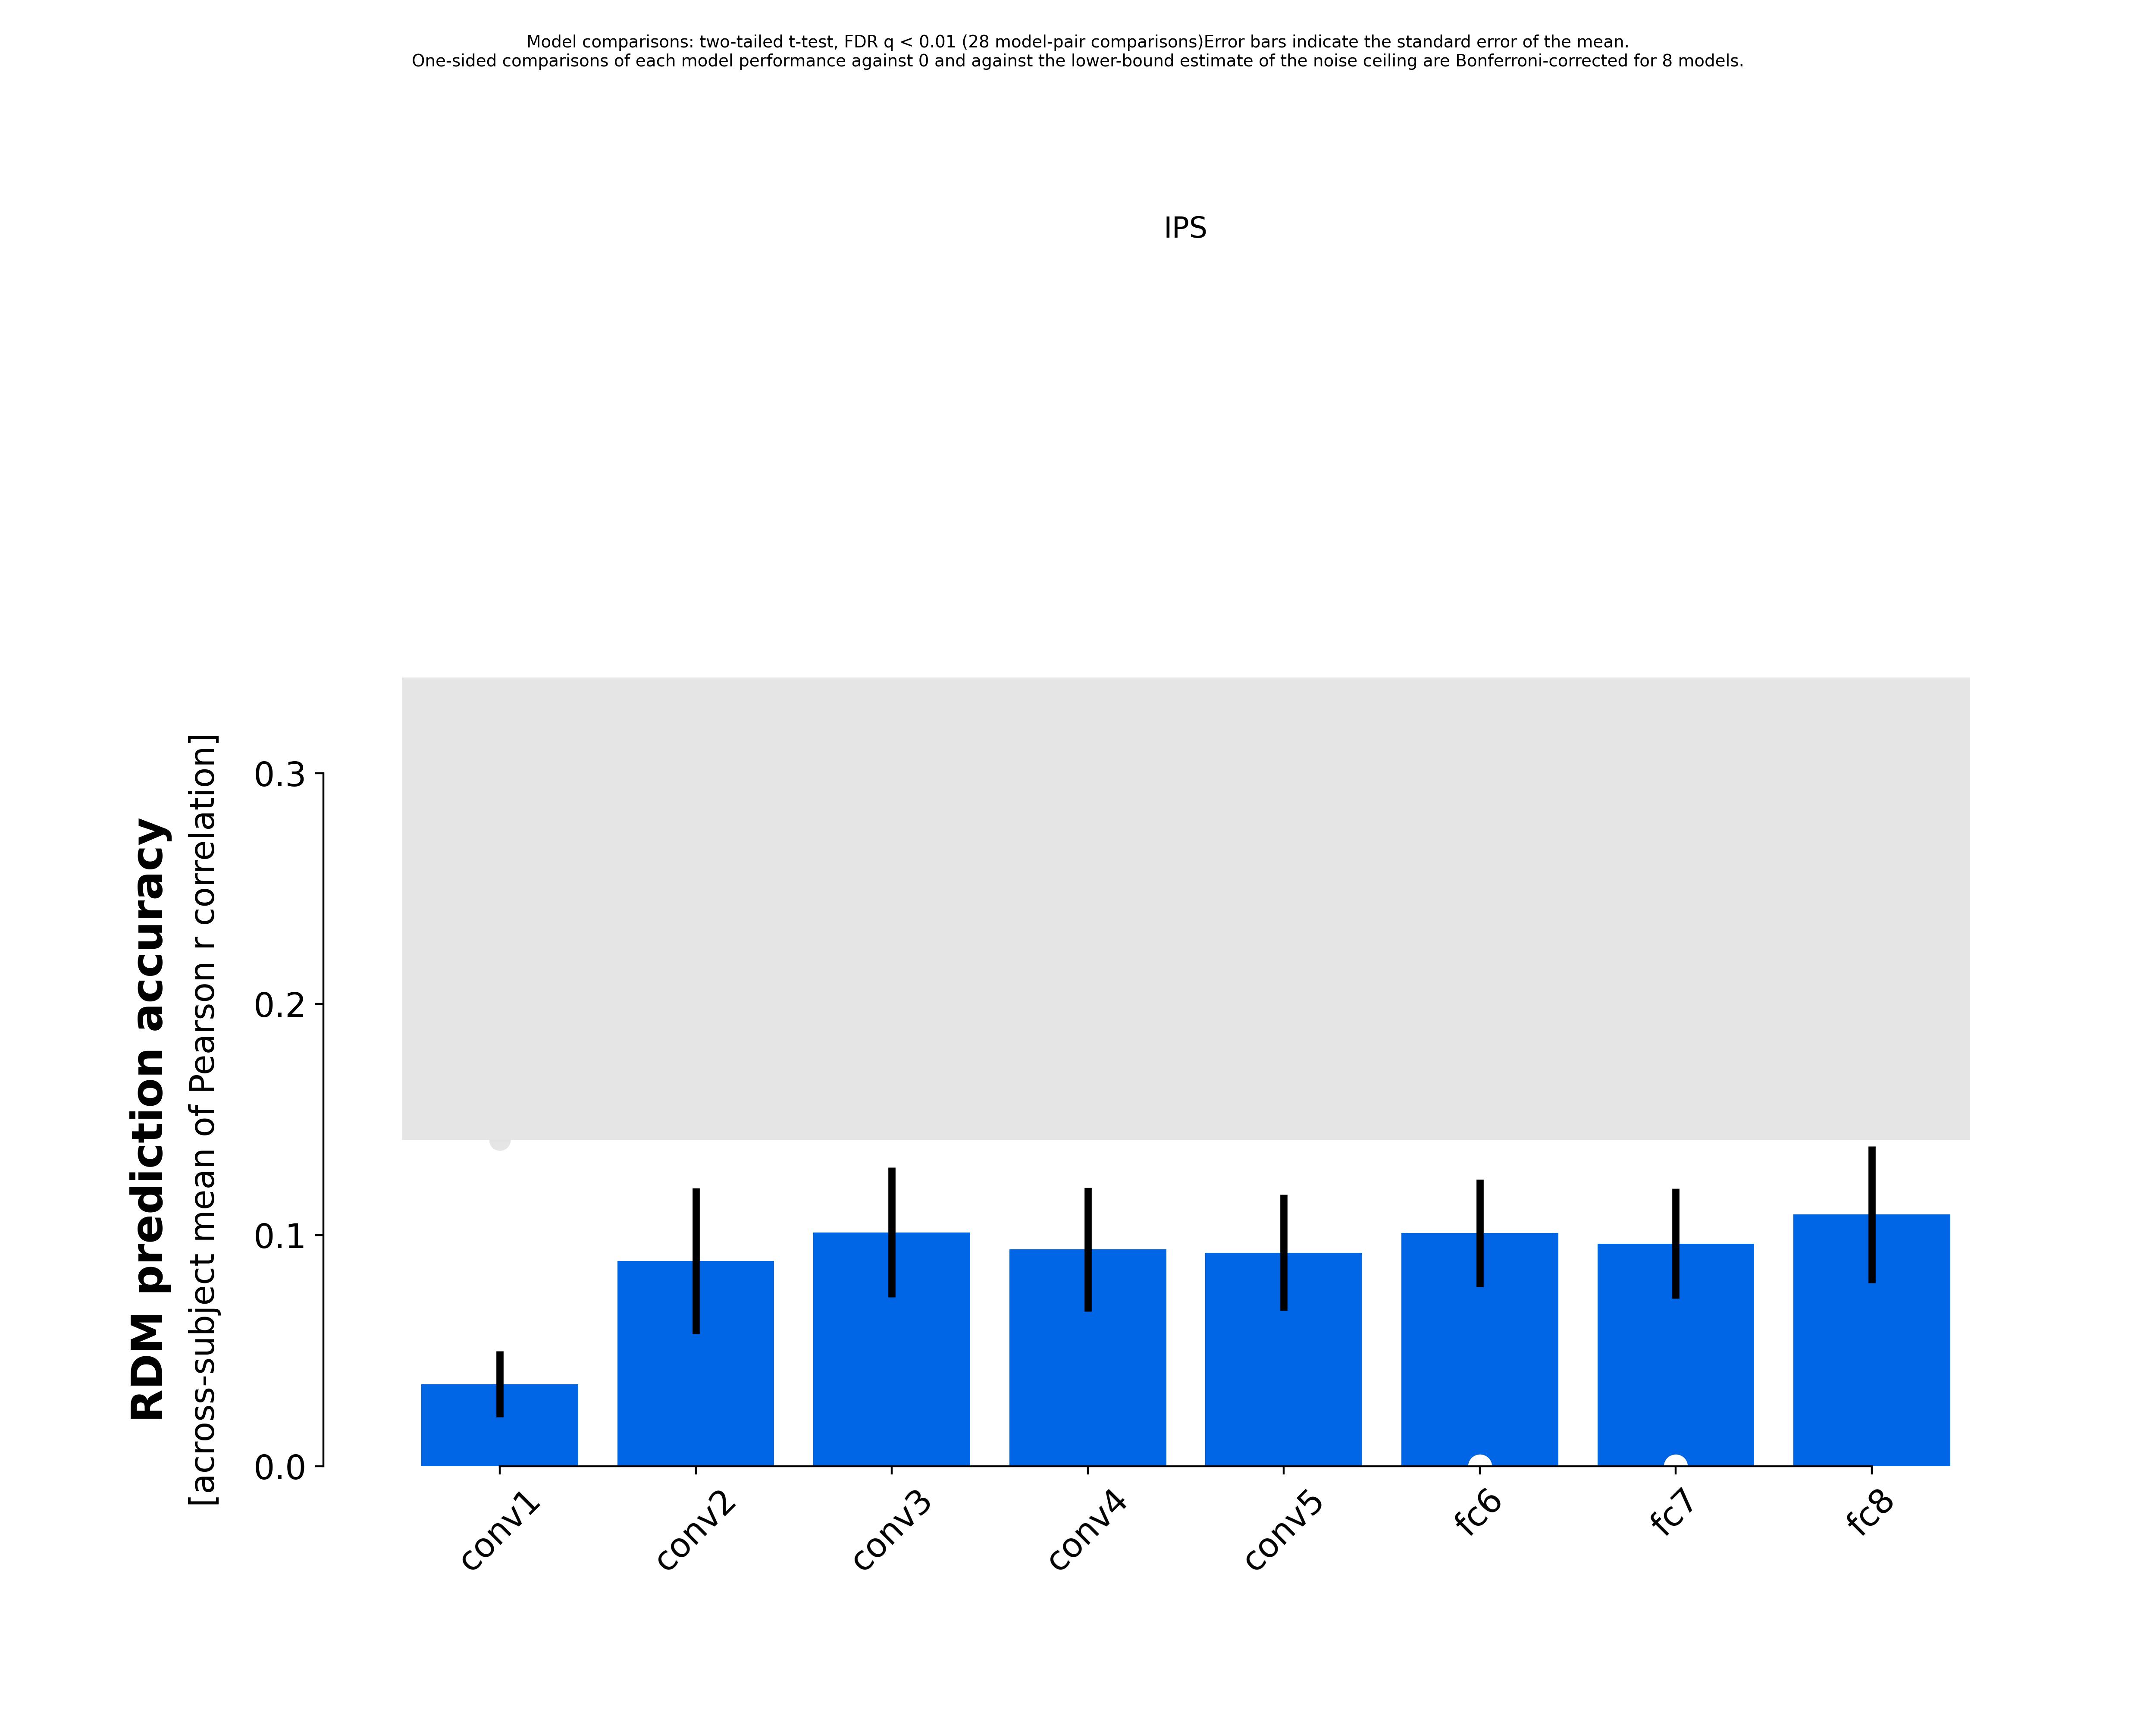 Model comparisons: two-tailed t-test, FDR q < 0.01 (28 model-pair comparisons)Error bars indicate the standard error of the mean.
One-sided comparisons of each model performance against 0 and against the lower-bound estimate of the noise ceiling are Bonferroni-corrected for 8 models.
IPS
RDM prediction accuracy
[across-subject mean of Pearson r correlation]
0.3
0.2
0.1
0.0
conv1
conv2
conv3
conv4
conv5
fc6
fc7
fc8